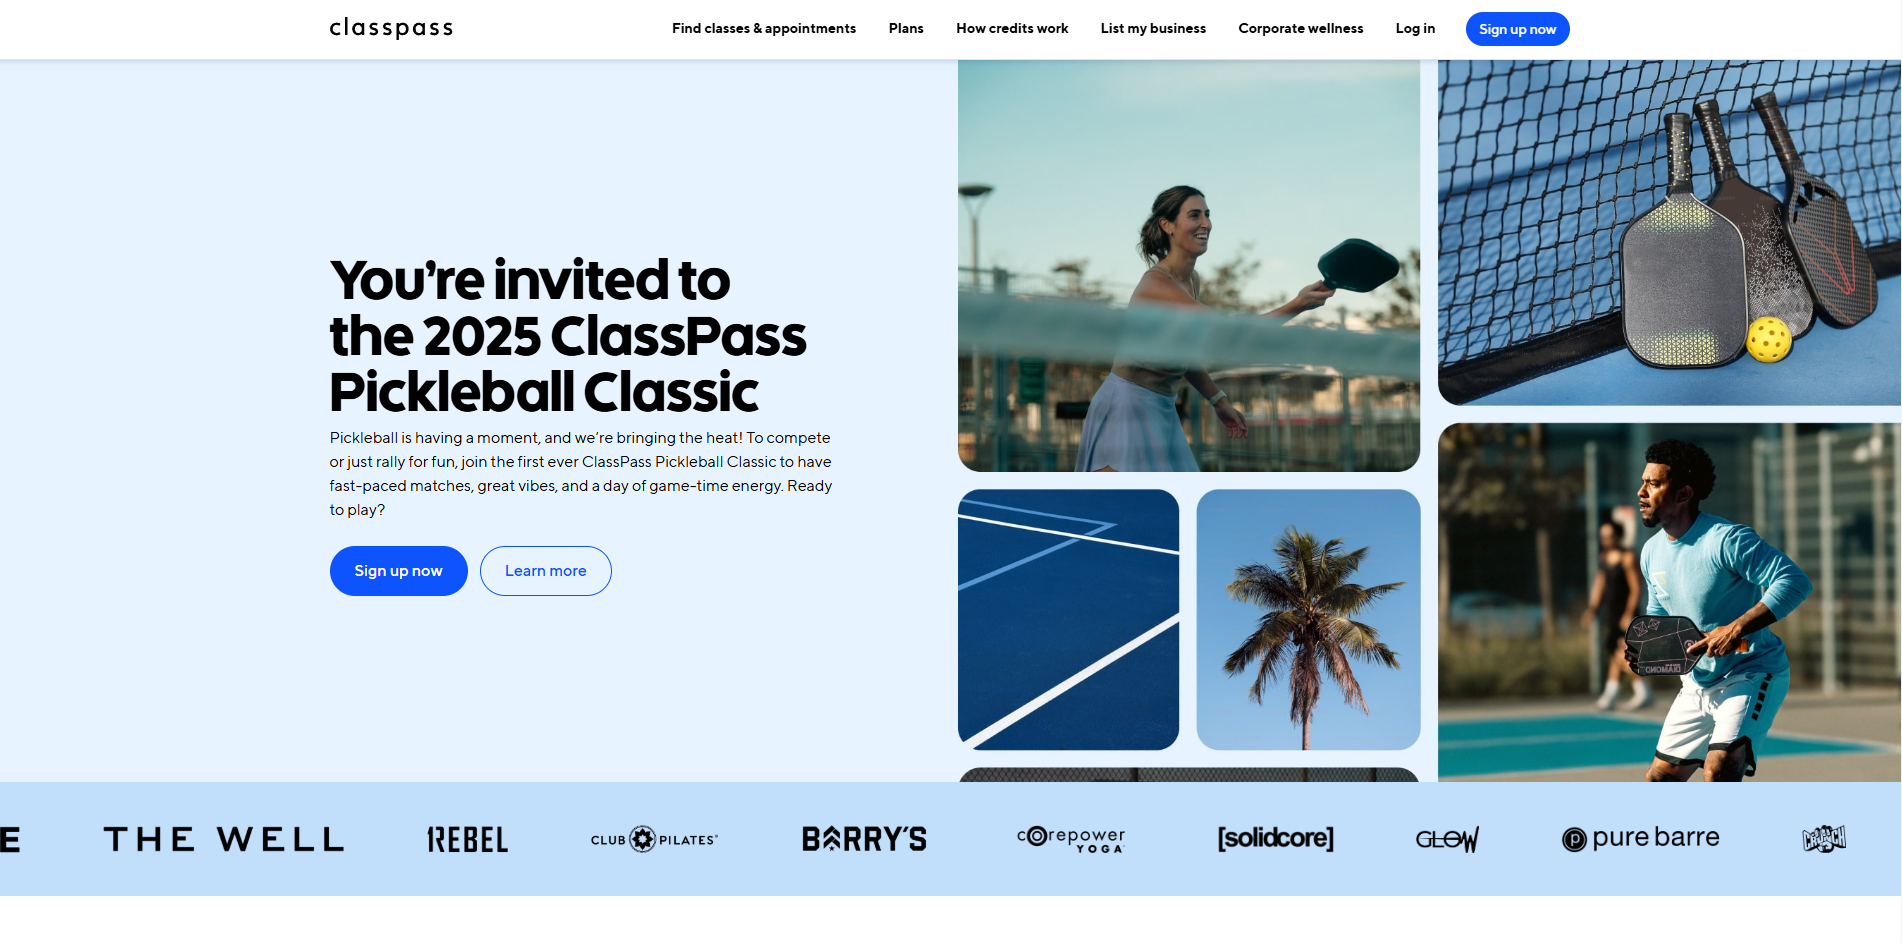 classpass
Find classes & appointments
Plans
How credits work
List my business
Corporate wellness
Log in
Sign up now
You’re invited to
the 2025 ClassPass
Pickleball Classic
Pickleball is having a moment, and we’re bringing the heat! To compete
or just rally for fun, join the first ever ClassPass Pickleball Classic to have
fast-paced matches, great vibes, and a day of game-time energy. Ready
to play?
Sign up now
Learn more
E
THE WELL
REBEL
CLUB PILATES
BARRY’S
corepower
YOGA
[solidcore]
GLOW
pure barre
CRUNCH